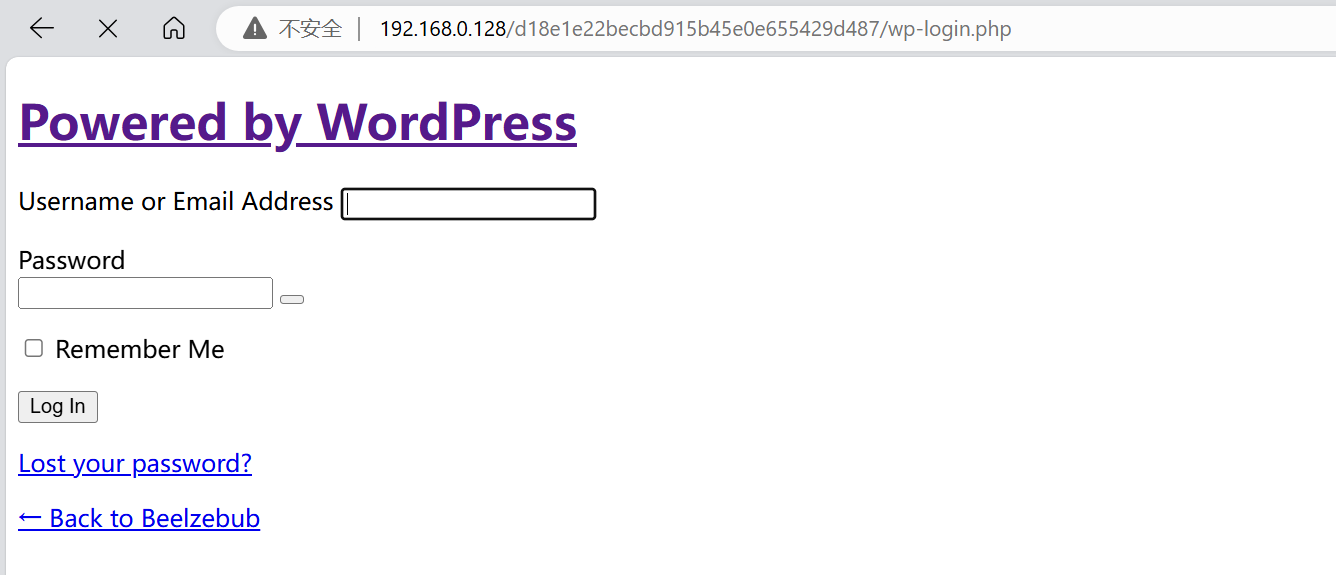 不安全 | 192.168.0.128/d18e1e22becbd915b45e0e655429d487/wp-login.php
Powered by WordPress
Username or Email Address
Password
Remember Me
Log In
Lost your password?
← Back to Beelzebub